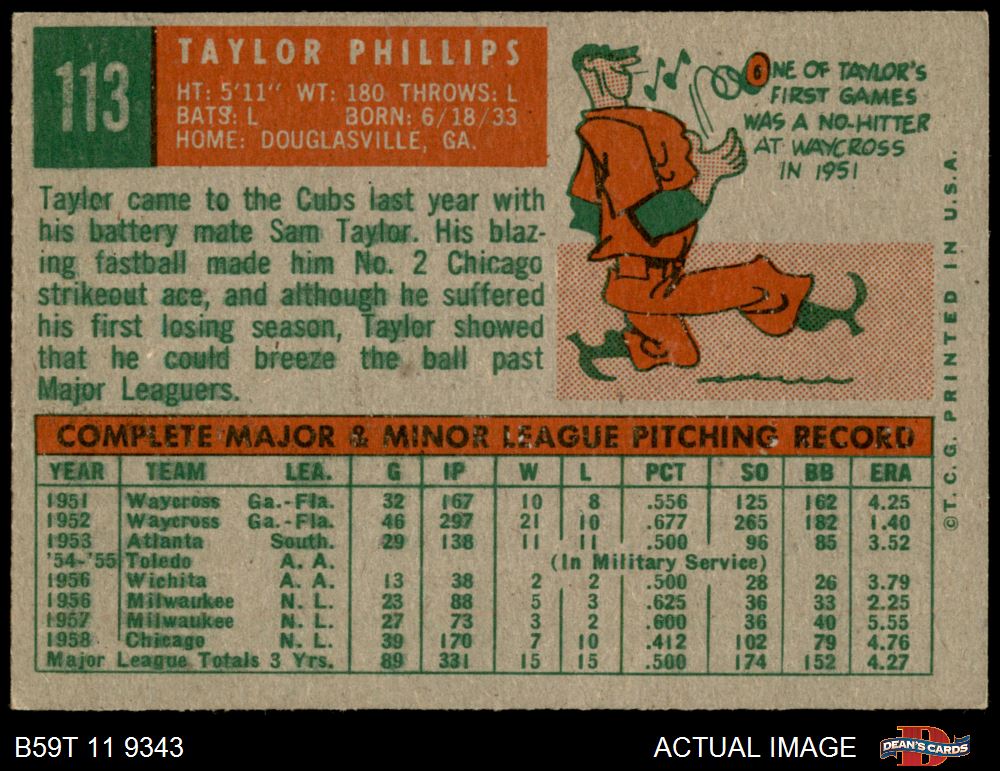 113
TAYLOR PHILLIPS
HT: 5'11" WT: 180 THROWS: L
BATS: L BORN: 6/18/33
HOME: DOUGLASVILLE, GA.
ONE OF TAYLOR'S
FIRST GAMES
WAS A NO-HITTER
AT WAYCROSS
IN 1951
Taylor came to the Cubs last year with
his battery mate Sam Taylor. His blaz-
ing fastball made him No. 2 Chicago
strikeout ace, and although he suffered
his first losing season, Taylor showed
that he could breeze the ball past
Major Leaguers.
©T. C. G. PRINTED IN U.S.A.
COMPLETE MAJOR & MINOR LEAGUE PITCHING RECORD
YEAR TEAM LEA. G IP W L PCT SO BB ERA
1951 Waycross Ga.-Fla. 32 167 10 8 .556 125 162 4.25
1952 Waycross Ga.-Fla. 46 297 21 10 .677 265 182 1.40
1953 Atlanta South. 29 138 11 11 .500 96 85 3.52
'54-'55 Toledo A. A. (In Military Service)
1956 Wichita A. A. 13 38 2 2 .500 28 26 3.79
1956 Milwaukee N. L. 23 88 5 3 .625 36 33 2.25
1957 Milwaukee N. L. 27 73 3 2 .600 36 40 5.55
1958 Chicago N. L. 39 170 7 10 .412 102 79 4.76
Major League Totals 3 Yrs. 89 331 15 15 .500 174 152 4.27
B59T 11 9343
ACTUAL IMAGE
DEAN'S CARDS